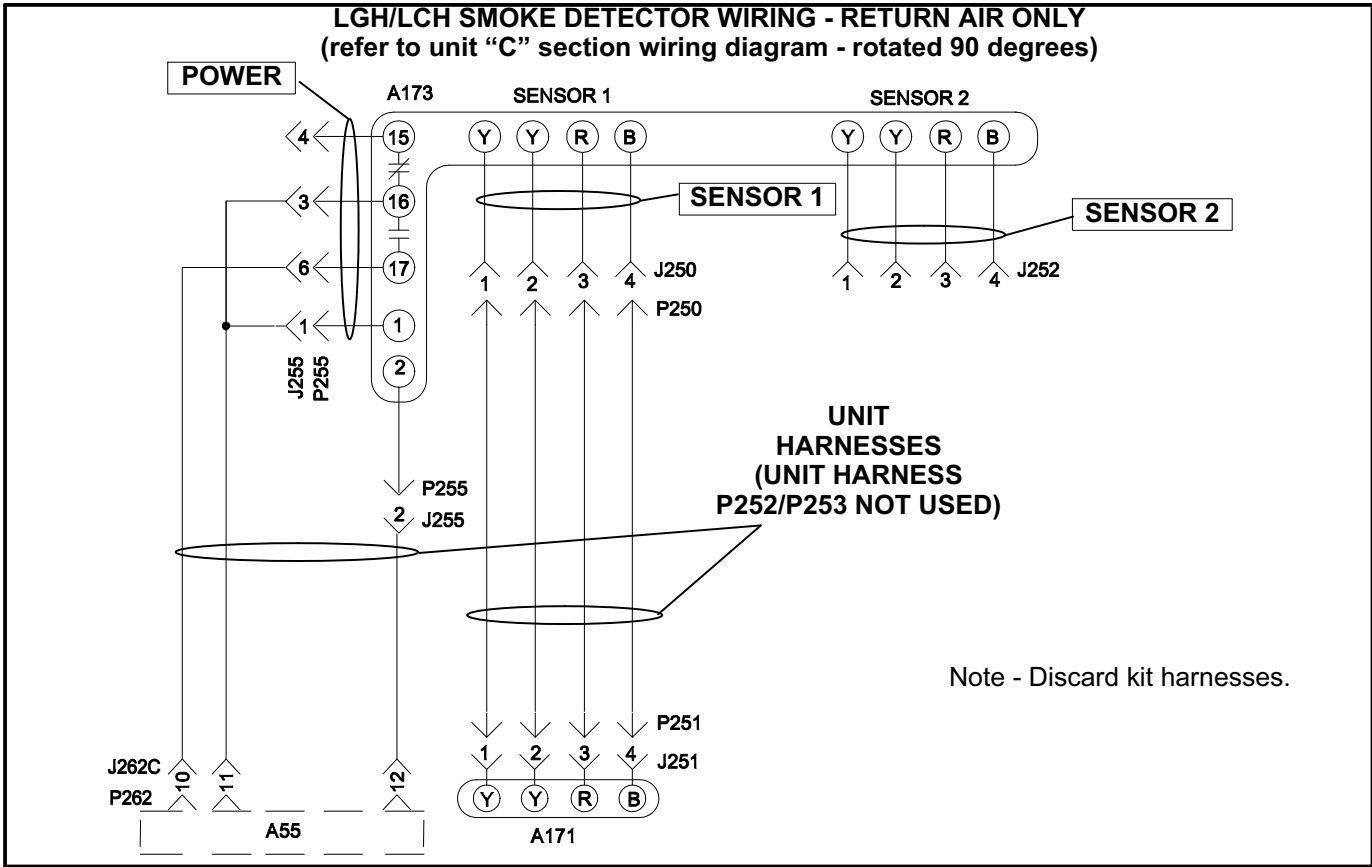 LGH/LCH SMOKE DETECTOR WIRING - RETURN AIR ONLY
(refer to unit “C” section wiring diagram - rotated 90 degrees)
POWER
A173
SENSOR 1
SENSOR 2
4
15
Y Y R B
Y Y R B
3
16
SENSOR 1
SENSOR 2
6
17
1 2 3 4
J250
1 2 3 4
J252
P250
1
1
J255
P255
2
UNIT
HARNESSES
(UNIT HARNESS
P252/P253 NOT USED)
P255
2
J255
Note - Discard kit harnesses.
P251
1 2 3 4
J251
J262C
10 11 12
P262
Y Y R B
A55
A171